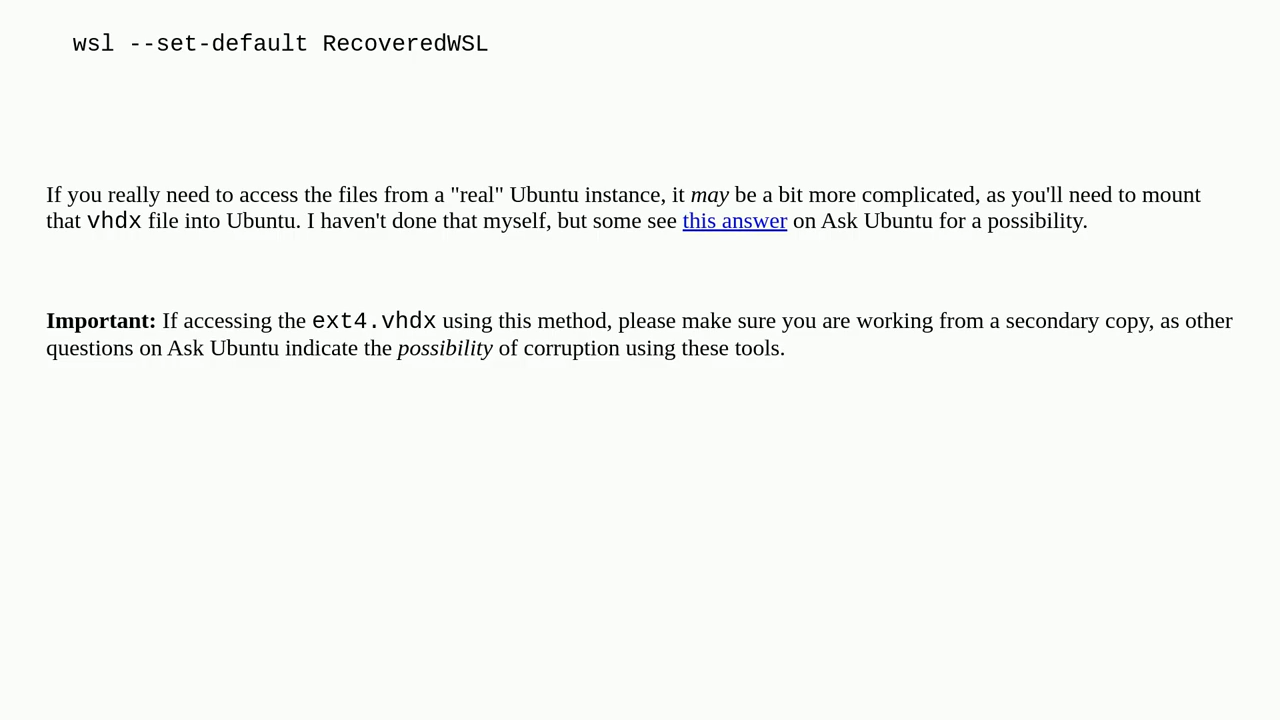 wsl --set-default RecoveredWSL
If you really need to access the files from a "real" Ubuntu instance, it may be a bit more complicated, as you'll need to mount
that vhdx file into Ubuntu. I haven't done that myself, but some see this answer on Ask Ubuntu for a possibility.
Important: If accessing the ext4.vhdx using this method, please make sure you are working from a secondary copy, as other
questions on Ask Ubuntu indicate the possibility of corruption using these tools.